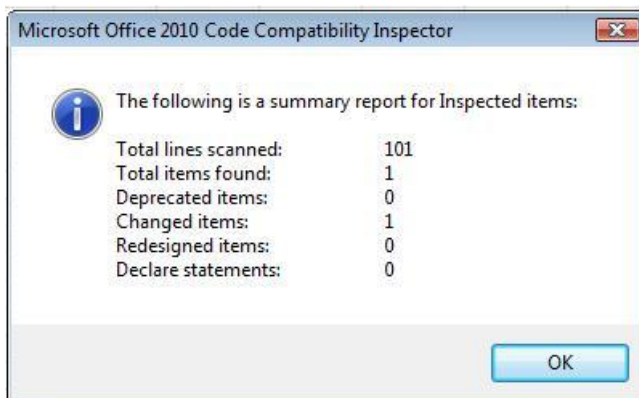 Microsoft Office 2010 Code Compatibility Inspector
The following is a summary report for Inspected items:
Total lines scanned: 101
Total items found: 1
Deprecated items: 0
Changed items: 1
Redesigned items: 0
Declare statements: 0
OK